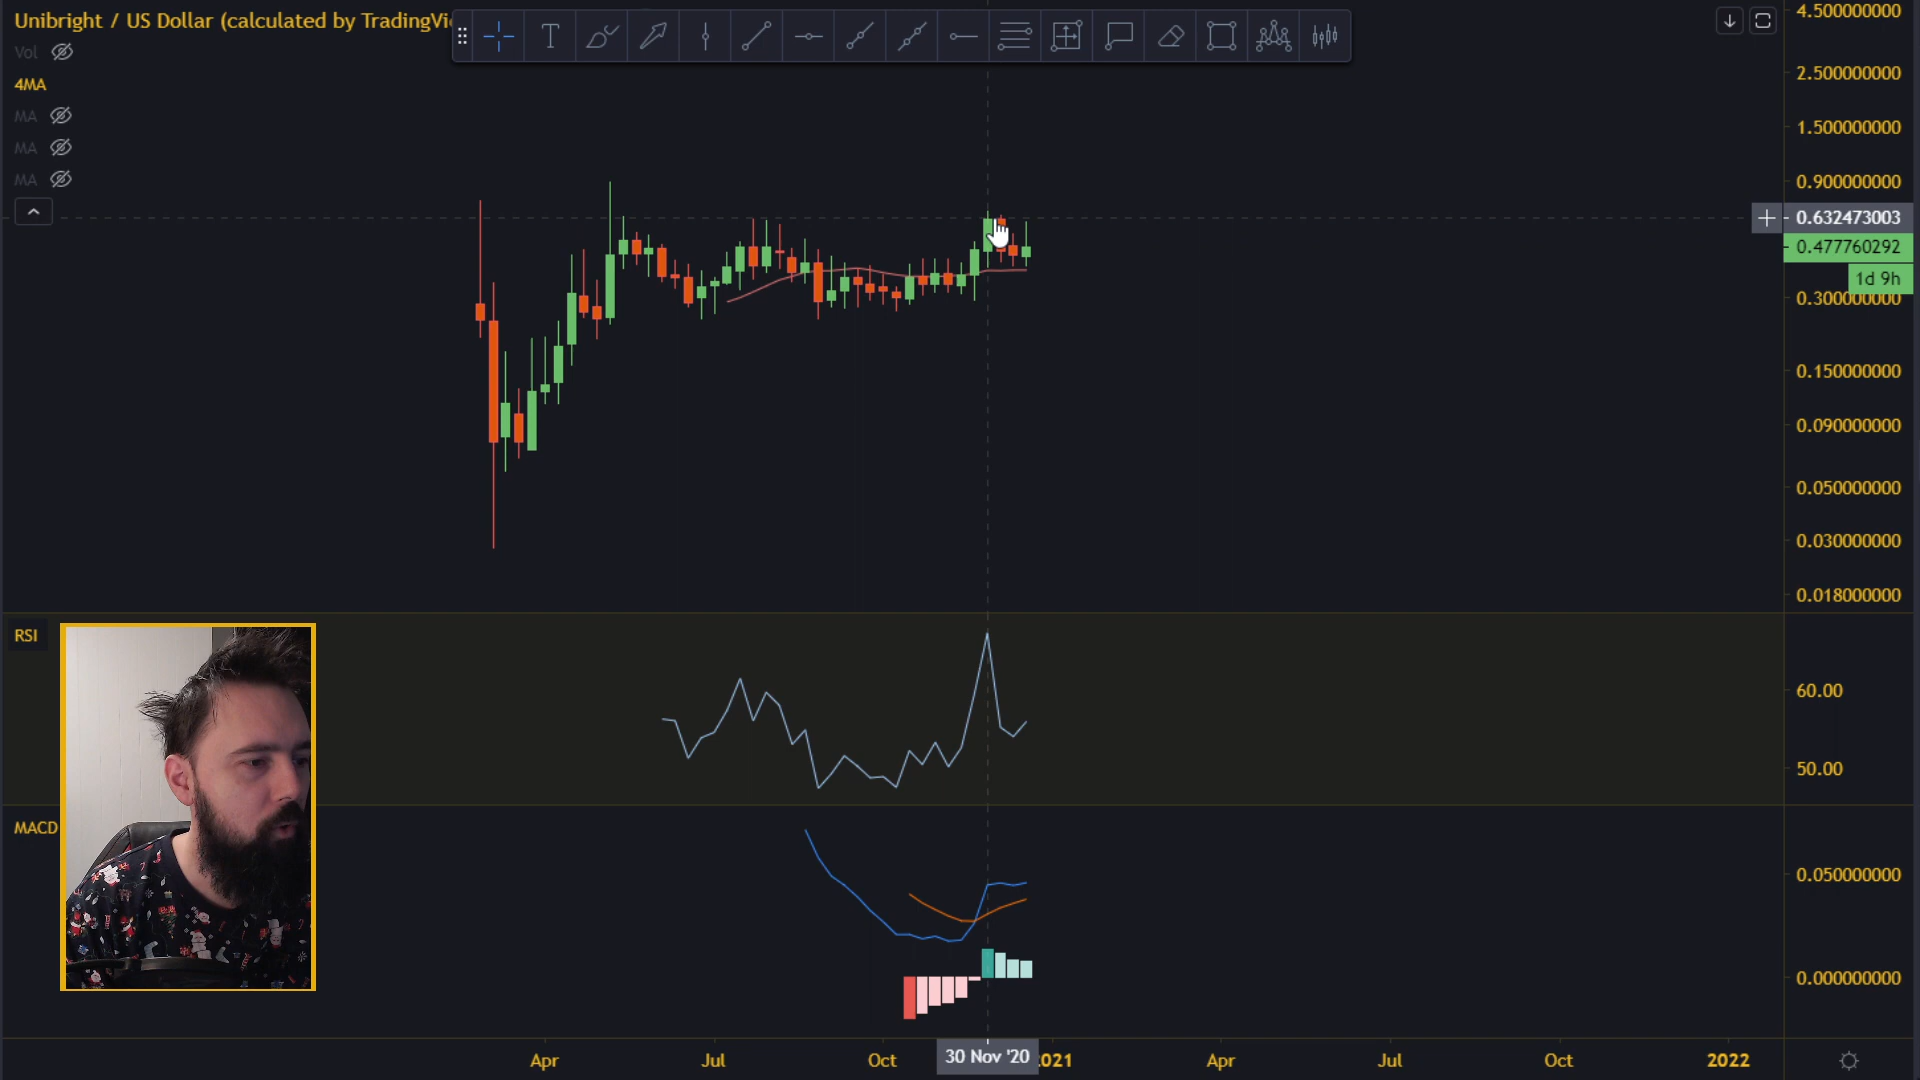 Unibright / US Dollar (calculated by TradingVi
Vol
4MA
MA
MA
MA
4.500000000
2.500000000
1.500000000
0.900000000
0.632473003
0.477760292
1d 9h
0.300000000
0.150000000
0.090000000
0.050000000
0.030000000
0.018000000
RSI
60.00
50.00
MACD
0.050000000
0.000000000
Apr
Jul
Oct
30 Nov '20
2021
Apr
Jul
Oct
2022